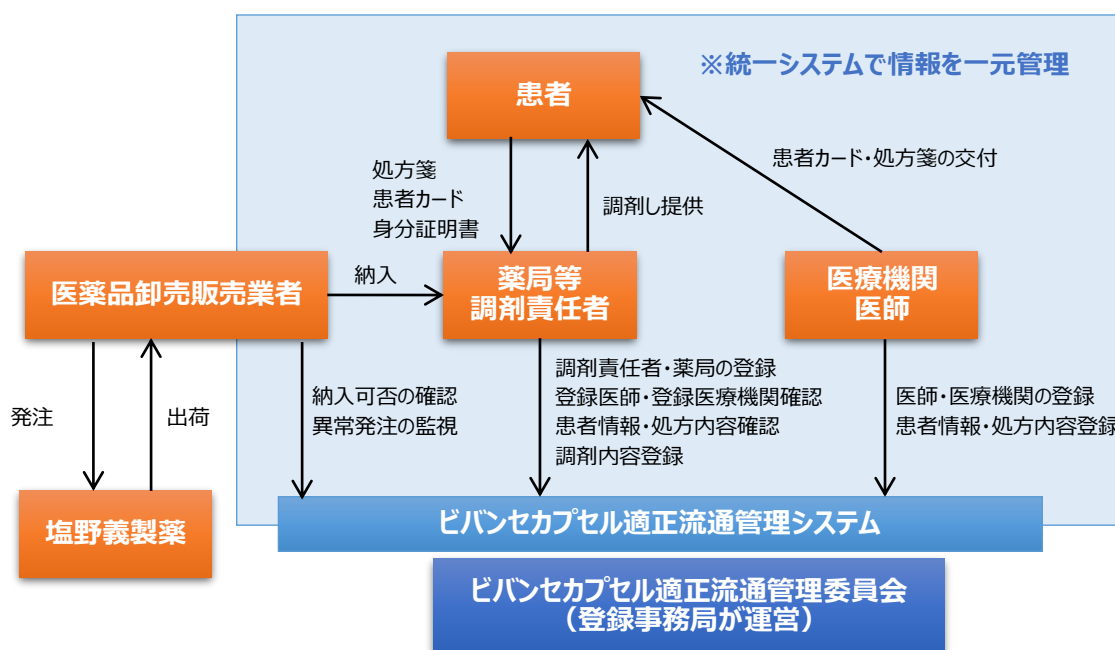 ※統一システムで情報を一元管理
患者
患者カード・処方箋の交付
処方箋
患者カード
身分証明書
調剤し提供
医薬品卸売販売業者
納入
薬局等
調剤責任者
医療機関
医師
発注
出荷
納入可否の確認
異常発注の監視
調剤責任者・薬局の登録
登録医師・登録医療機関確認
患者情報・処方内容確認
調剤内容登録
医師・医療機関の登録
患者情報・処方内容登録
塩野義製薬
ビバンセカプセル適正流通管理システム
ビバンセカプセル適正流通管理委員会
（登録事務局が運営）